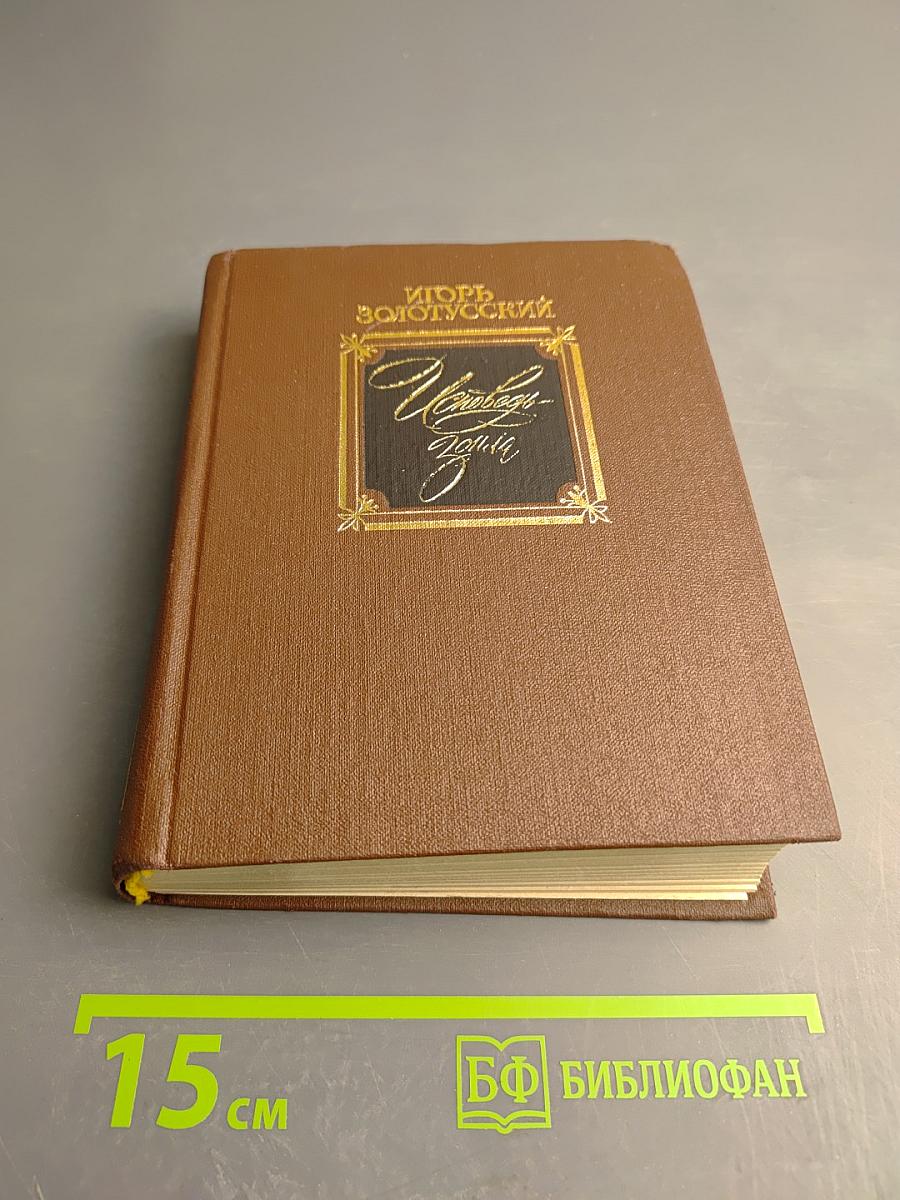 ИГОРЬ
ЗОЛОТУССКИЙ
Исповедь
Зоила
15 см
БФ БИБЛИОФАН